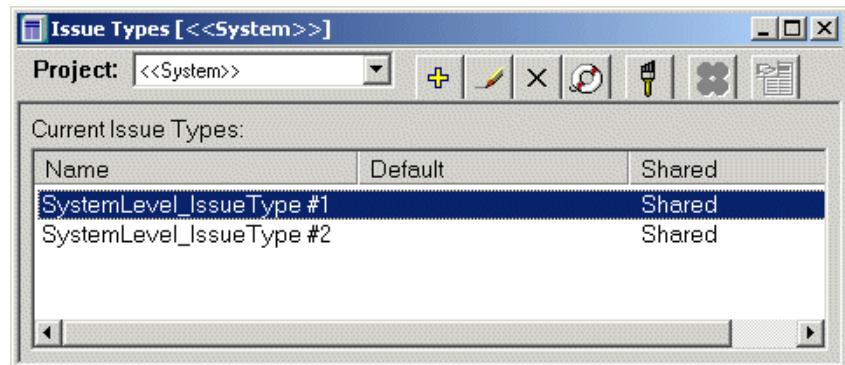 Issue Types [<<System>>]
Project: <<System>>
Current Issue Types:
Name Default Shared
SystemLevel_IssueType #1 Shared
SystemLevel_IssueType #2 Shared